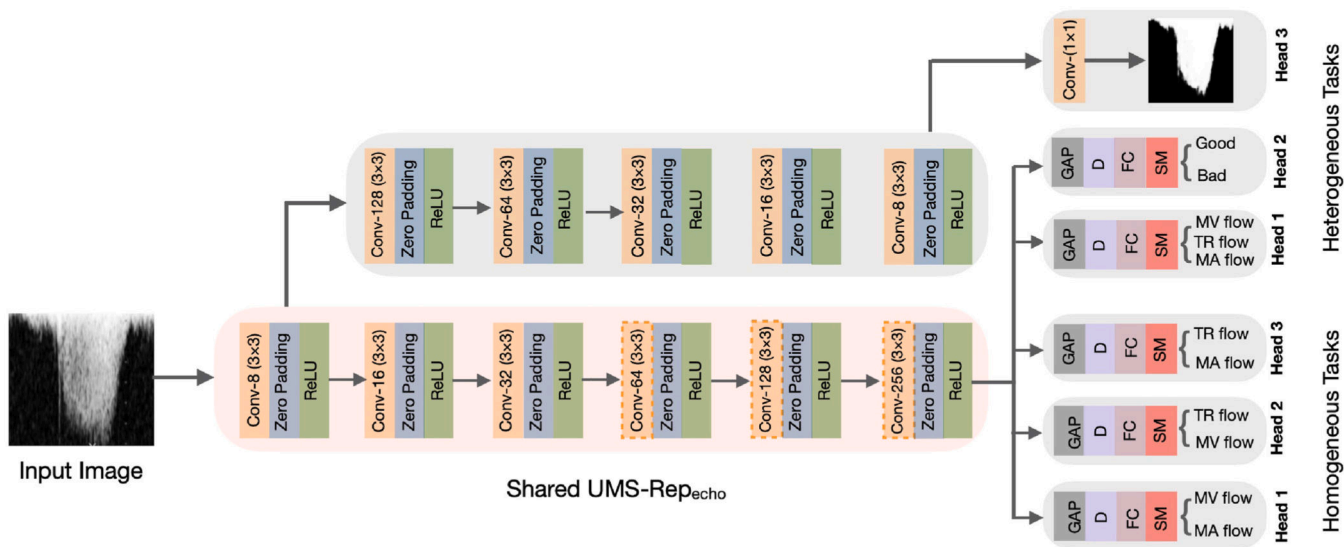 Conv-(1×1)
Head 3
Heterogeneous Tasks
Conv-128 (3×3)
Zero Padding
ReLU
Conv-64 (3×3)
Zero Padding
ReLU
Conv-32 (3×3)
Zero Padding
ReLU
Conv-16 (3×3)
Zero Padding
ReLU
Conv-8 (3×3)
Zero Padding
ReLU
GAP
D
FC
SM
Good
Bad
Head 2
GAP
D
FC
SM
MV flow
TR flow
MA flow
Head 1
Input Image
Conv-8 (3×3)
Zero Padding
ReLU
Conv-16 (3×3)
Zero Padding
ReLU
Conv-32 (3×3)
Zero Padding
ReLU
Conv-64 (3×3)
Zero Padding
ReLU
Conv-128 (3×3)
Zero Padding
ReLU
Conv-256 (3×3)
Zero Padding
ReLU
Shared UMS-Repecho
GAP
D
FC
SM
TR flow
MA flow
Head 3
Homogeneous Tasks
GAP
D
FC
SM
TR flow
MV flow
Head 2
GAP
D
FC
SM
MV flow
MA flow
Head 1